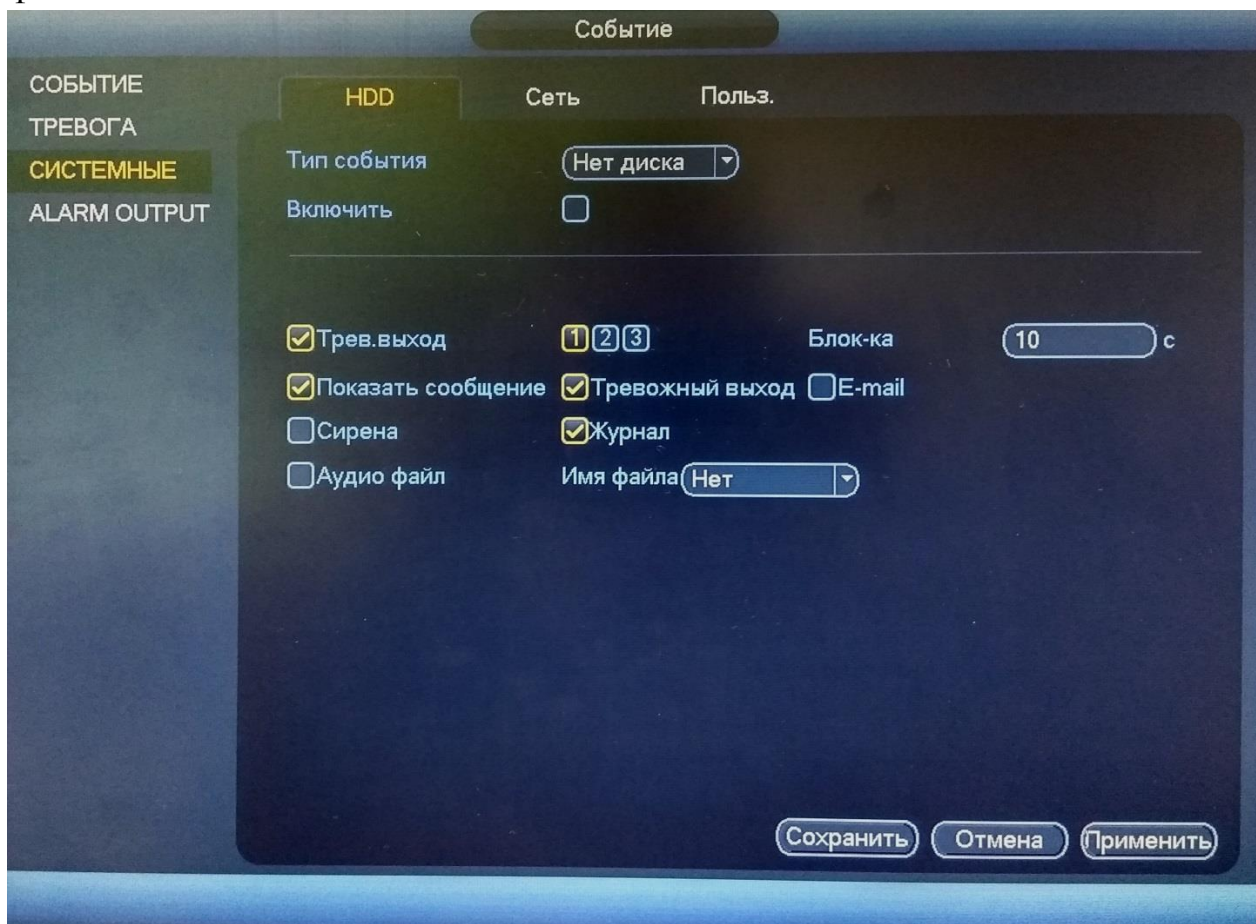 Событие
СОБЫТИЕ
ТРЕВОГА
СИСТЕМНЫЕ
ALARM OUTPUT
HDD Сеть Польз.
Тип события Нет диска
Включить
Трев.выход 1 2 3 Блок-ка 10 с
Показать сообщение Тревожный выход E-mail
Сирена Журнал
Аудио файл Имя файла Нет
Сохранить Отмена Применить